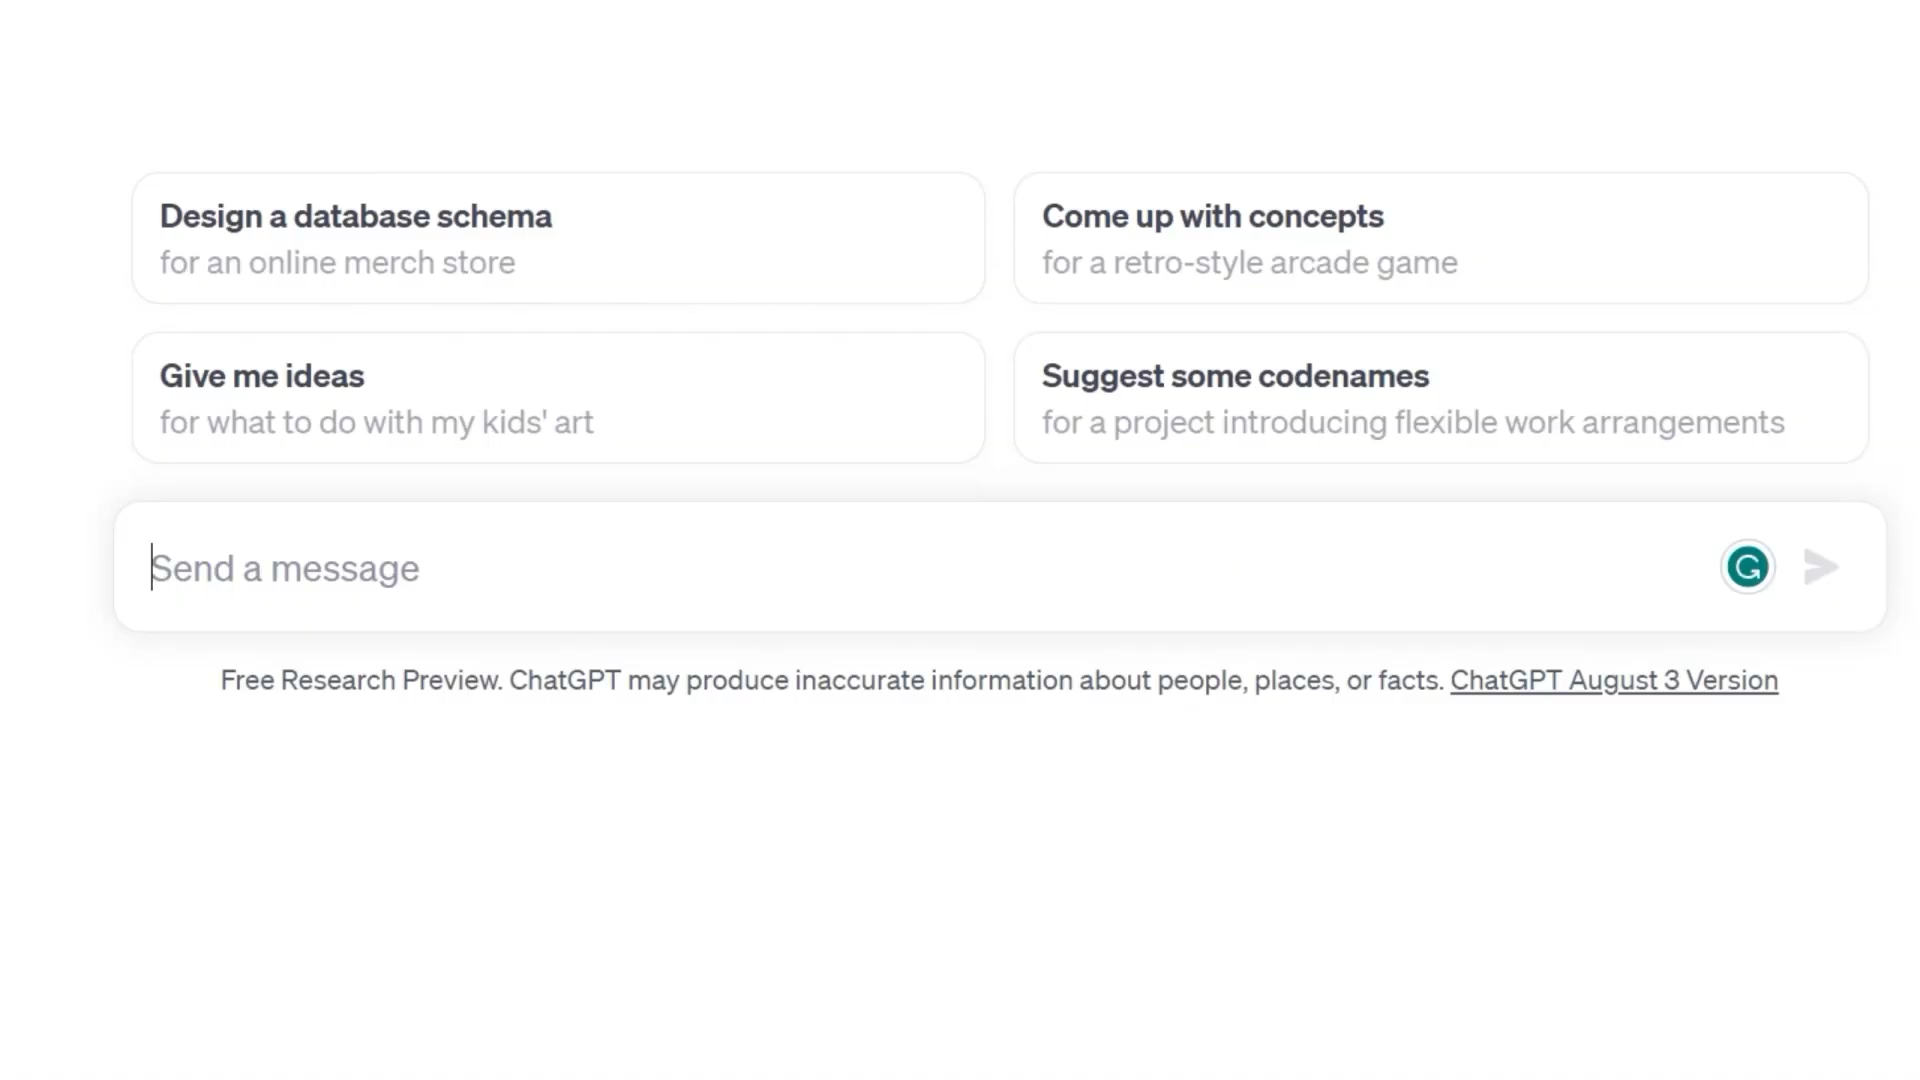 Design a database schema
for an online merch store
Come up with concepts
for a retro-style arcade game
Give me ideas
for what to do with my kids' art
Suggest some codenames
for a project introducing flexible work arrangements
Send a message
Free Research Preview. ChatGPT may produce inaccurate information about people, places, or facts. ChatGPT August 3 Version